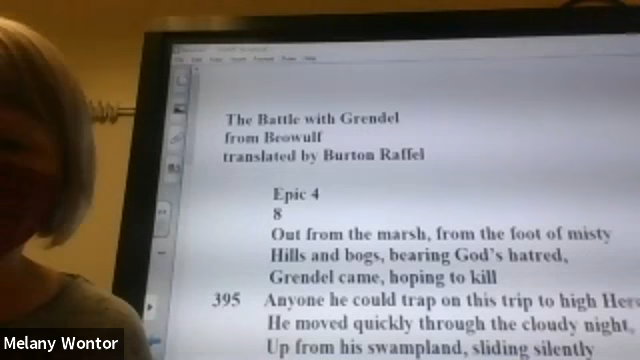 The Battle with Grendel
from Beowulf
translated by Burton Raffel
Epic 4
8
Out from the marsh, from the foot of misty
Hills and bogs, bearing God's hatred,
Grendel came, hoping to kill
395 Anyone he could trap on this trip to high
He moved quickly through the cloudy night,
Up from his swampland, sliding silently
Melany Wontor